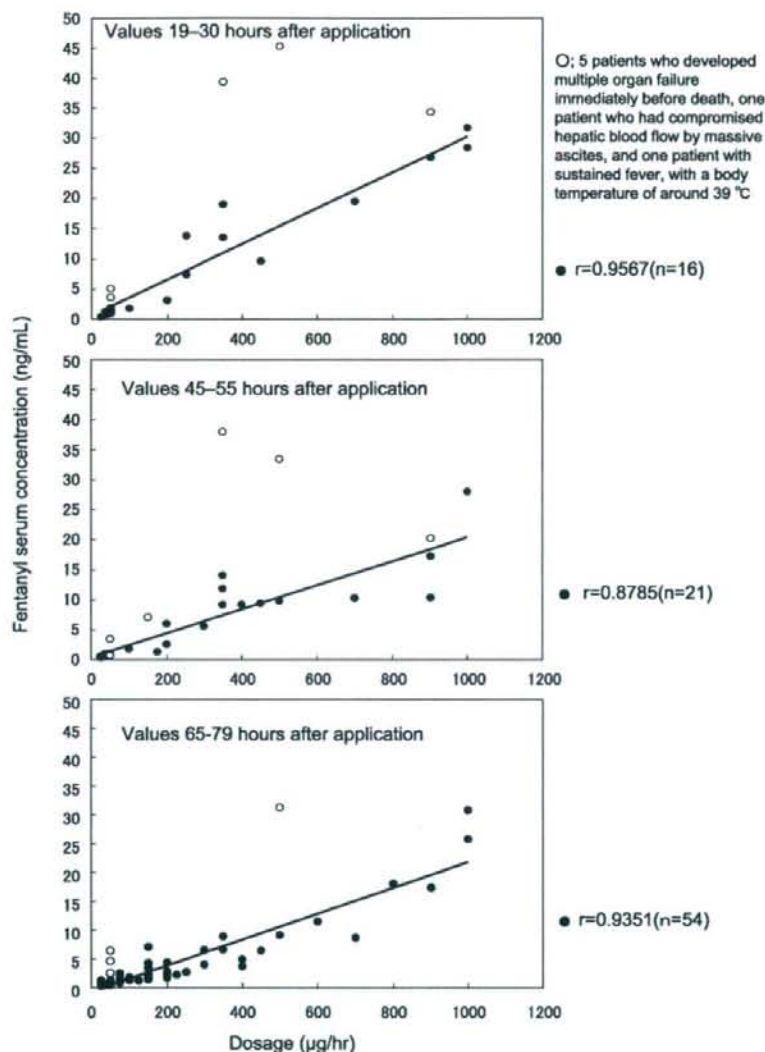 Fentanyl serum concentration (ng/mL)
50
45
40
35
30
25
20
15
10
5
0
Values 19–30 hours after application
0 200 400 600 800 1000 1200
O; 5 patients who developed
multiple organ failure
immediately before death, one
patient who had compromised
hepatic blood flow by massive
ascites, and one patient with
sustained fever, with a body
temperature of around 39 °C
● r=0.9567(n=16)
50
45
40
35
30
25
20
15
10
5
0
Values 45–55 hours after application
0 200 400 600 800 1000 1200
● r=0.8785(n=21)
50
45
40
35
30
25
20
15
10
5
0
Values 65-79 hours after application
0 200 400 600 800 1000 1200
● r=0.9351(n=54)
Dosage (µg/hr)